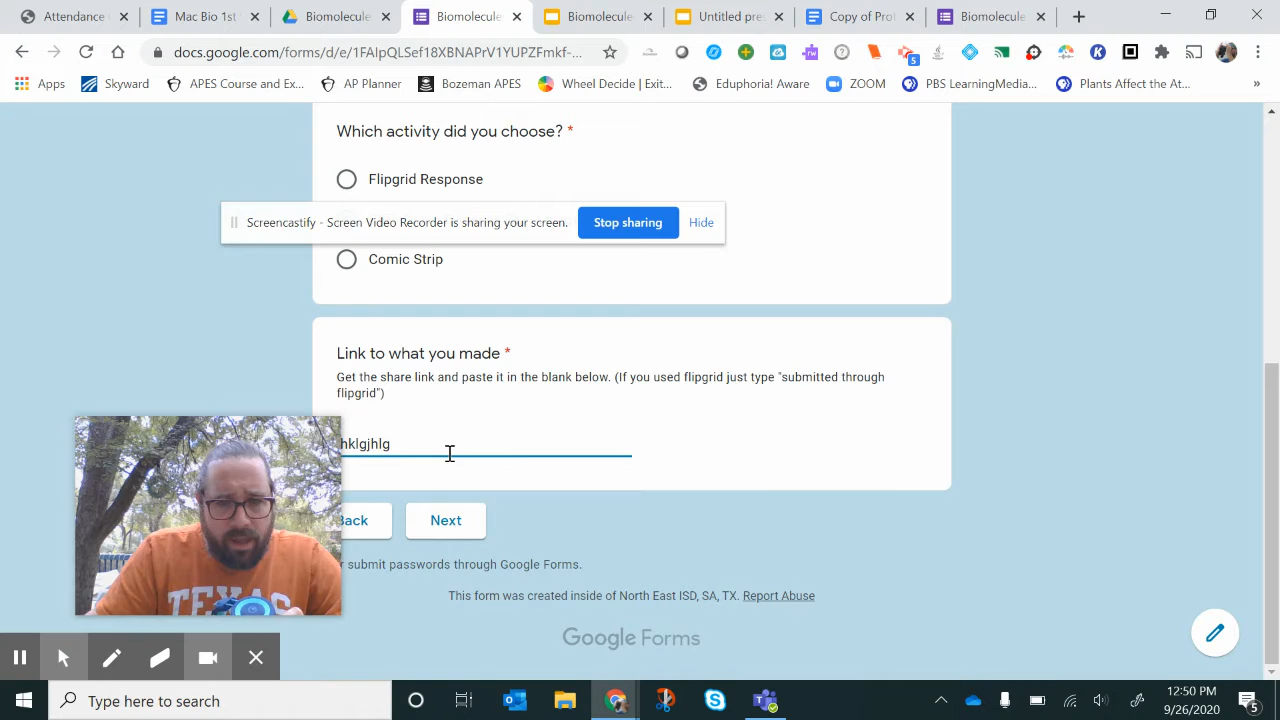 Attendance
Mac Bio 1st
Biomolecule
Biomolecule
Biomolecule
Untitled pre
Copy of Pro
Biomolecule
docs.google.com/forms/d/e/1FAIpQLSef18XBNAPrV1YUPZFmkf-...
5
Apps
Skyward
APEX Course and Ex...
AP Planner
Bozeman APES
Wheel Decide | Exit...
Eduphoria! Aware
ZOOM
PBS LearningMedia...
Plants Affect the At...
»
Which activity did you choose? *
Flipgrid Response
Screencastify - Screen Video Recorder is sharing your screen.
Stop sharing
Hide
Comic Strip
Link to what you made *
Get the share link and paste it in the blank below. (If you used flipgrid just type "submitted through
flipgrid")
hklgjhlg
Back
Next
submit passwords through Google Forms.
This form was created inside of North East ISD, SA, TX. Report Abuse
Google Forms
TEXAS
Type here to search
12:50 PM
9/26/2020
5